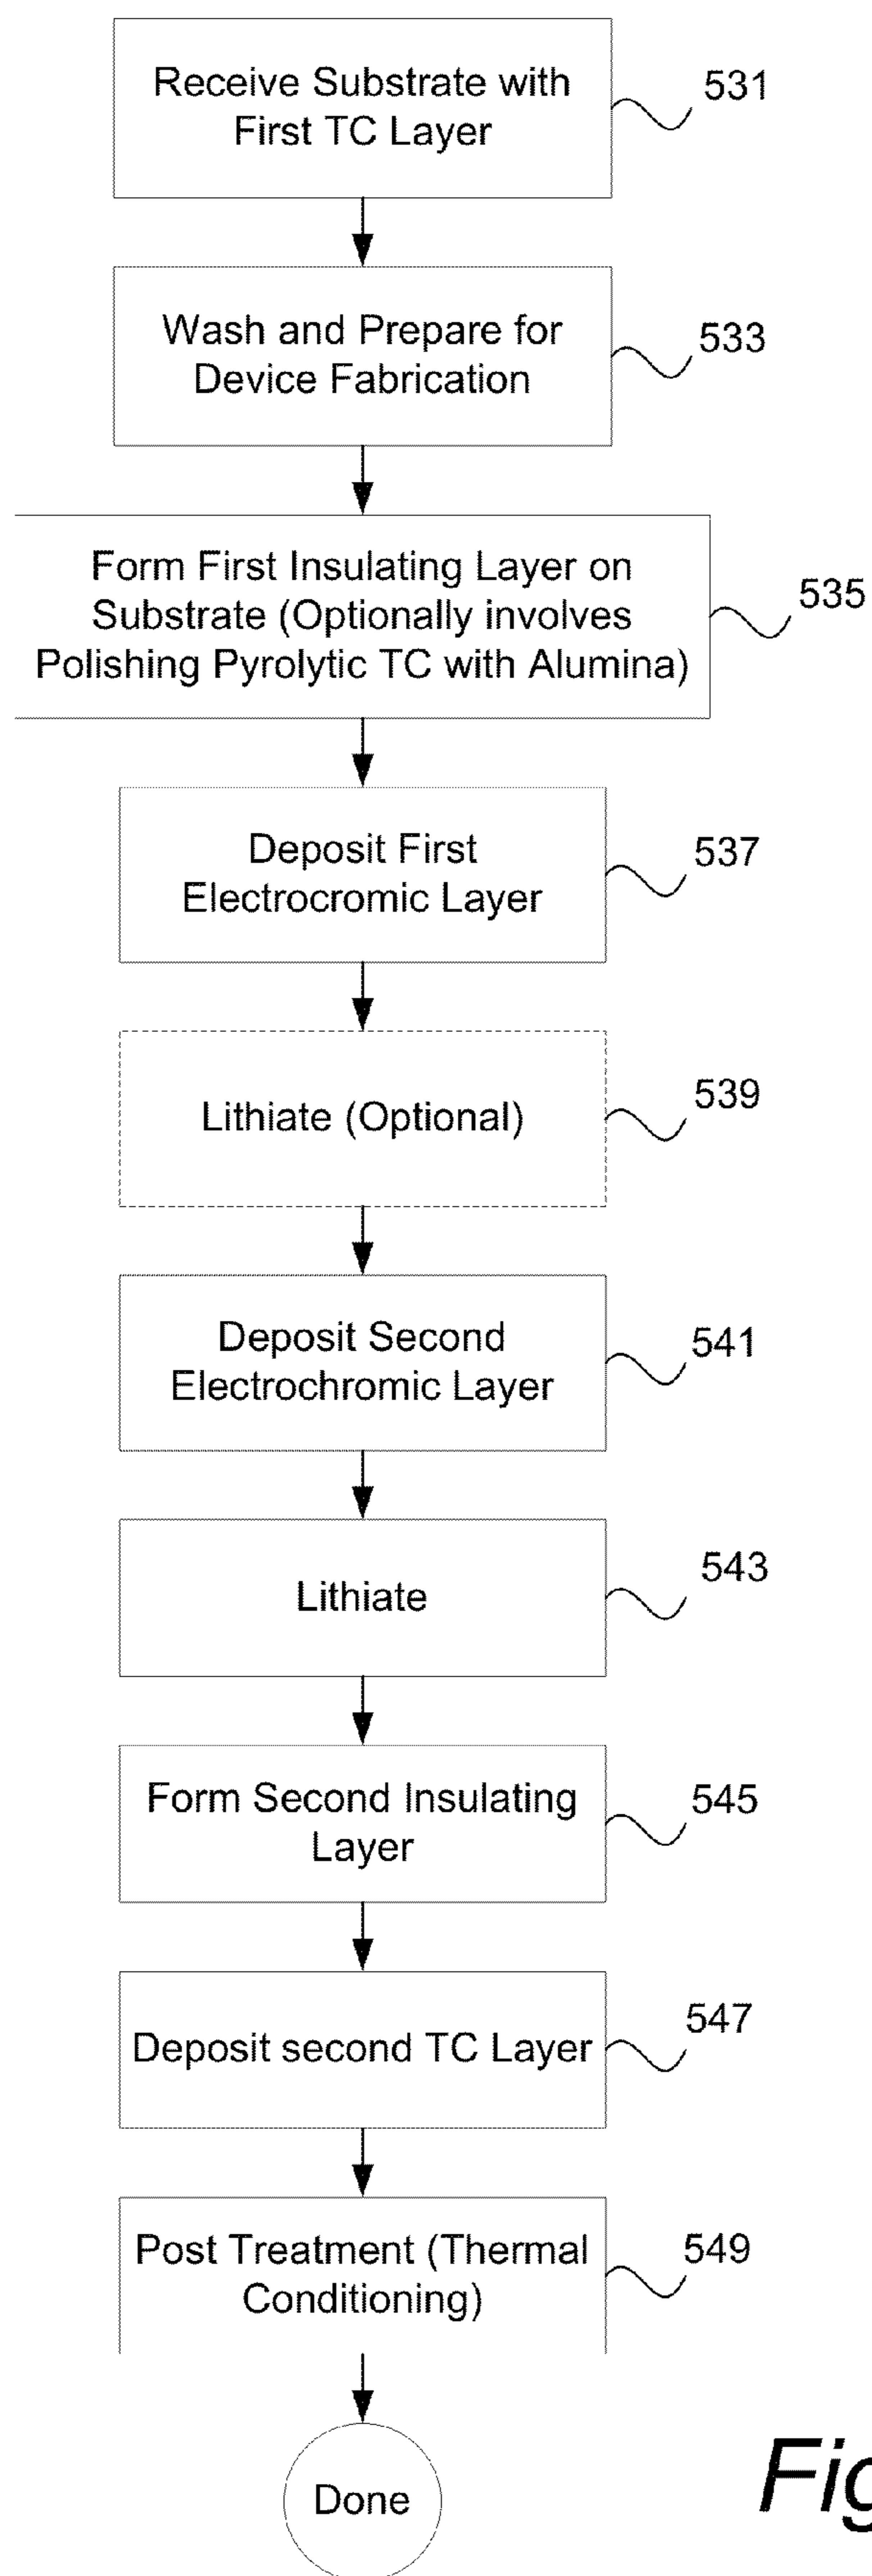 Receive Substrate with
First TC Layer
531
Wash and Prepare for
Device Fabrication
533
Form First Insulating Layer on
Substrate (Optionally involves
Polishing Pyrolytic TC with Alumina)
535
Deposit First
Electrocromic Layer
537
Lithiate (Optional)
539
Deposit Second
Electrochromic Layer
541
Lithiate
543
Form Second Insulating
Layer
545
Deposit second TC Layer
547
Post Treatment (Thermal
Conditioning)
549
Done
Fig